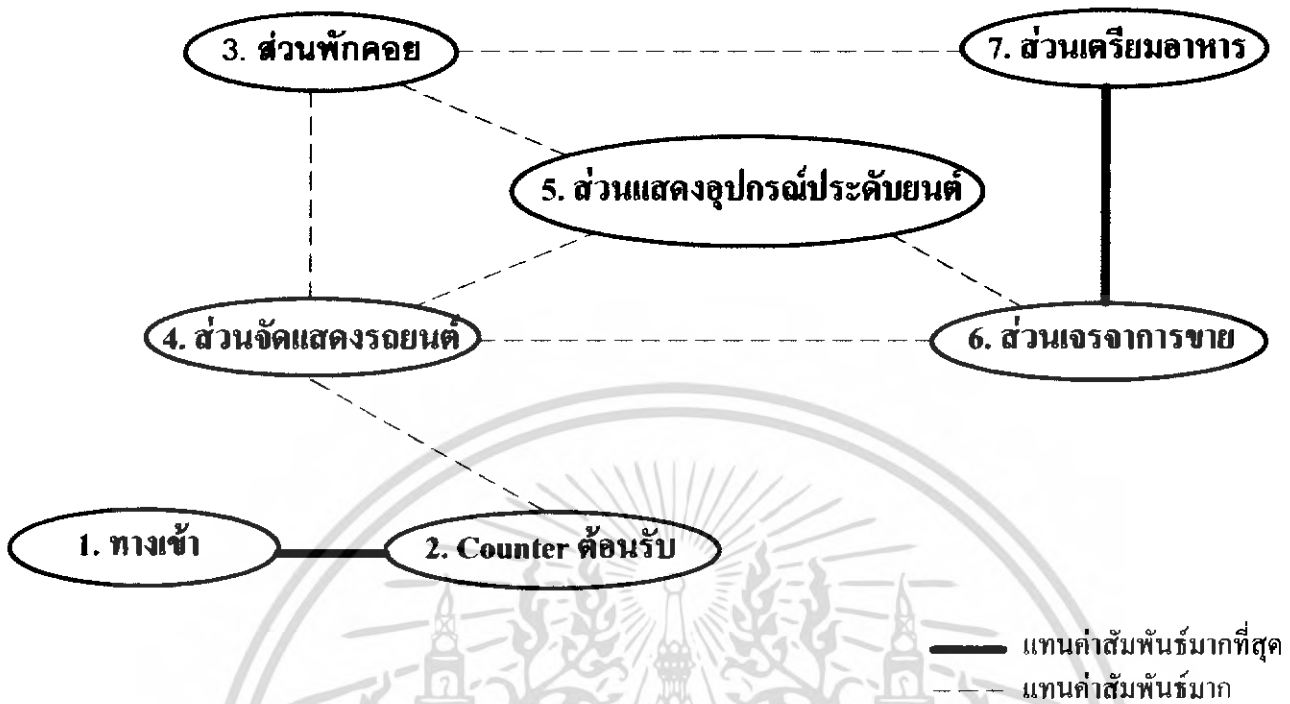 3. ส่วนพักคอย
7. ส่วนเตรียมอาหาร
5. ส่วนแสดงอุปกรณ์ประดับยนต์
4. ส่วนจัดแสดงรถยนต์
6. ส่วนเจรจาการขาย
1. ทางเข้า
2. Counter ต้อนรับ
แทนค่าสัมพันธ์มากที่สุด
แทนค่าสัมพันธ์มาก